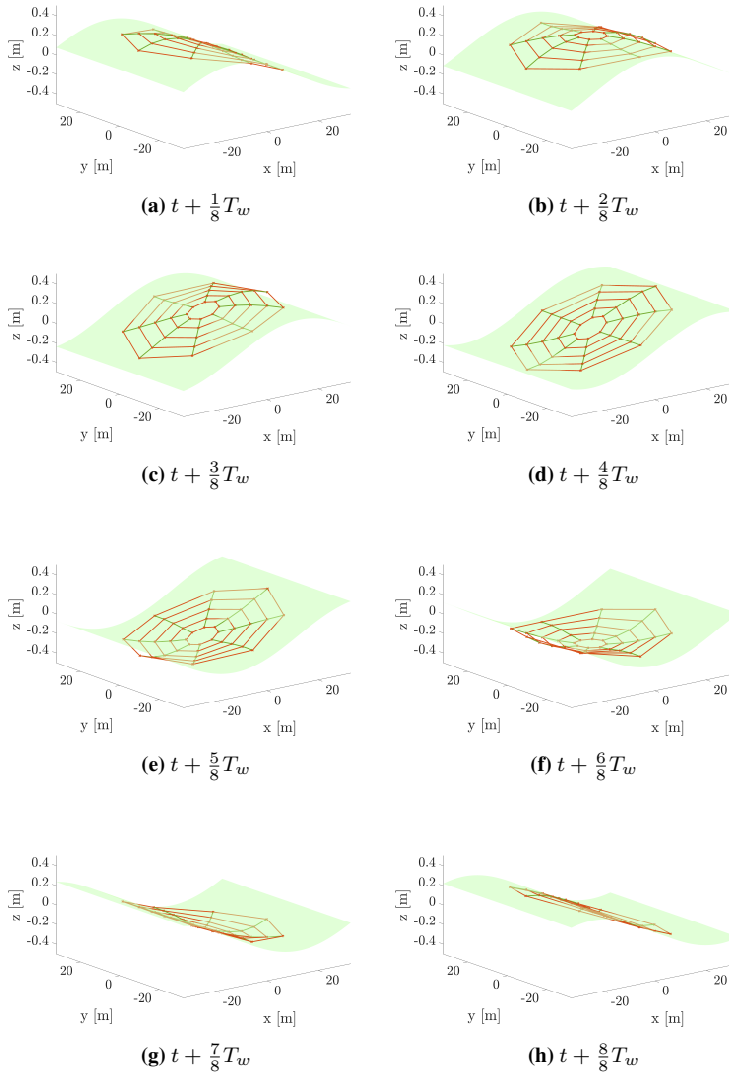 0.4
0.2
0
-0.2
-0.4
z [m]
20
0
-20
y [m]
-20
0
20
x [m]
(a) t + 1/8 T_w
0.4
0.2
0
-0.2
-0.4
z [m]
20
0
-20
y [m]
-20
0
20
x [m]
(b) t + 2/8 T_w
0.4
0.2
0
-0.2
-0.4
z [m]
20
0
-20
y [m]
-20
0
20
x [m]
(c) t + 3/8 T_w
0.4
0.2
0
-0.2
-0.4
z [m]
20
0
-20
y [m]
-20
0
20
x [m]
(d) t + 4/8 T_w
0.4
0.2
0
-0.2
-0.4
z [m]
20
0
-20
y [m]
-20
0
20
x [m]
(e) t + 5/8 T_w
0.4
0.2
0
-0.2
-0.4
z [m]
20
0
-20
y [m]
-20
0
20
x [m]
(f) t + 6/8 T_w
0.4
0.2
0
-0.2
-0.4
z [m]
20
0
-20
y [m]
-20
0
20
x [m]
(g) t + 7/8 T_w
0.4
0.2
0
-0.2
-0.4
z [m]
20
0
-20
y [m]
-20
0
20
x [m]
(h) t + 8/8 T_w